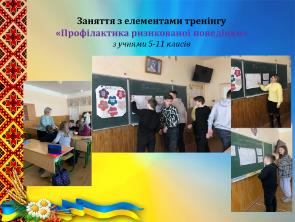 Заняття з елементами тренінгу
«Профілактика ризикованої поведінки»
з учнями 5-11 класів